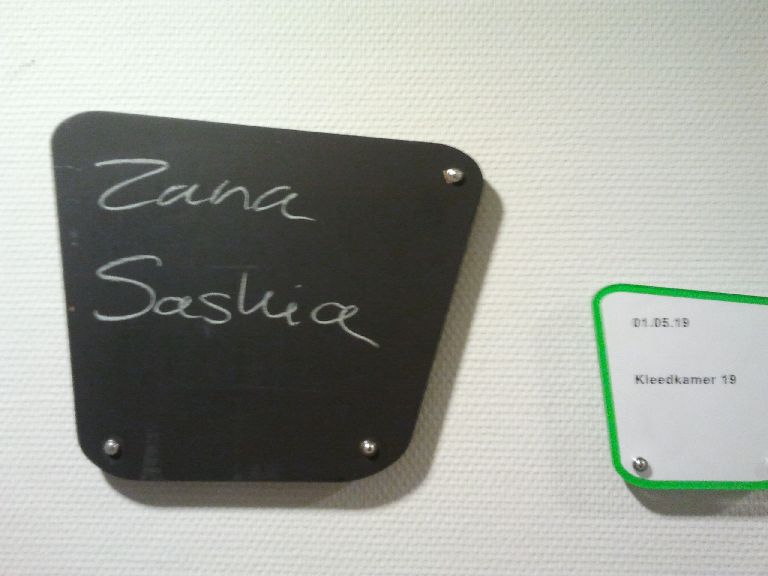 Zana
Saskia
01.05.19
Kleedkamer 19